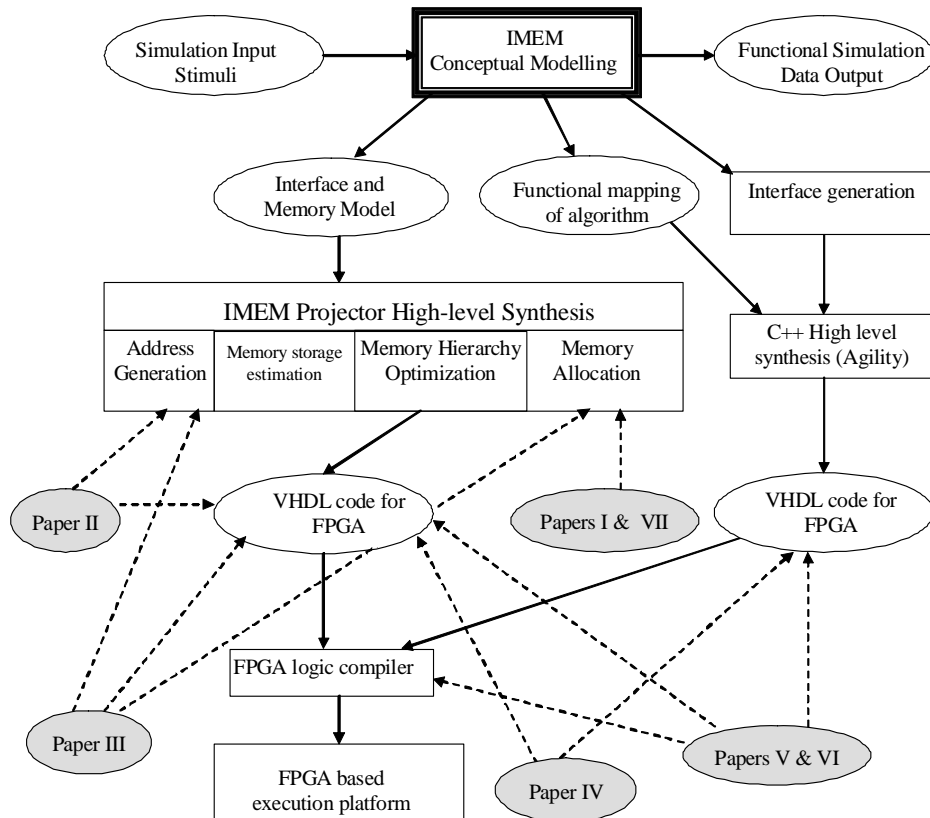 Simulation Input
Stimuli
IMEM
Conceptual Modelling
Functional Simulation
Data Output
Interface and
Memory Model
Functional mapping
of algorithm
Interface generation
IMEM Projector High-level Synthesis
Address
Generation
Memory storage
estimation
Memory Hierarchy
Optimization
Memory
Allocation
C++ High level
synthesis (Agility)
Paper II
VHDL code for
FPGA
Papers I & VII
VHDL code for
FPGA
FPGA logic compiler
Paper III
FPGA based
execution platform
Paper IV
Papers V & VI